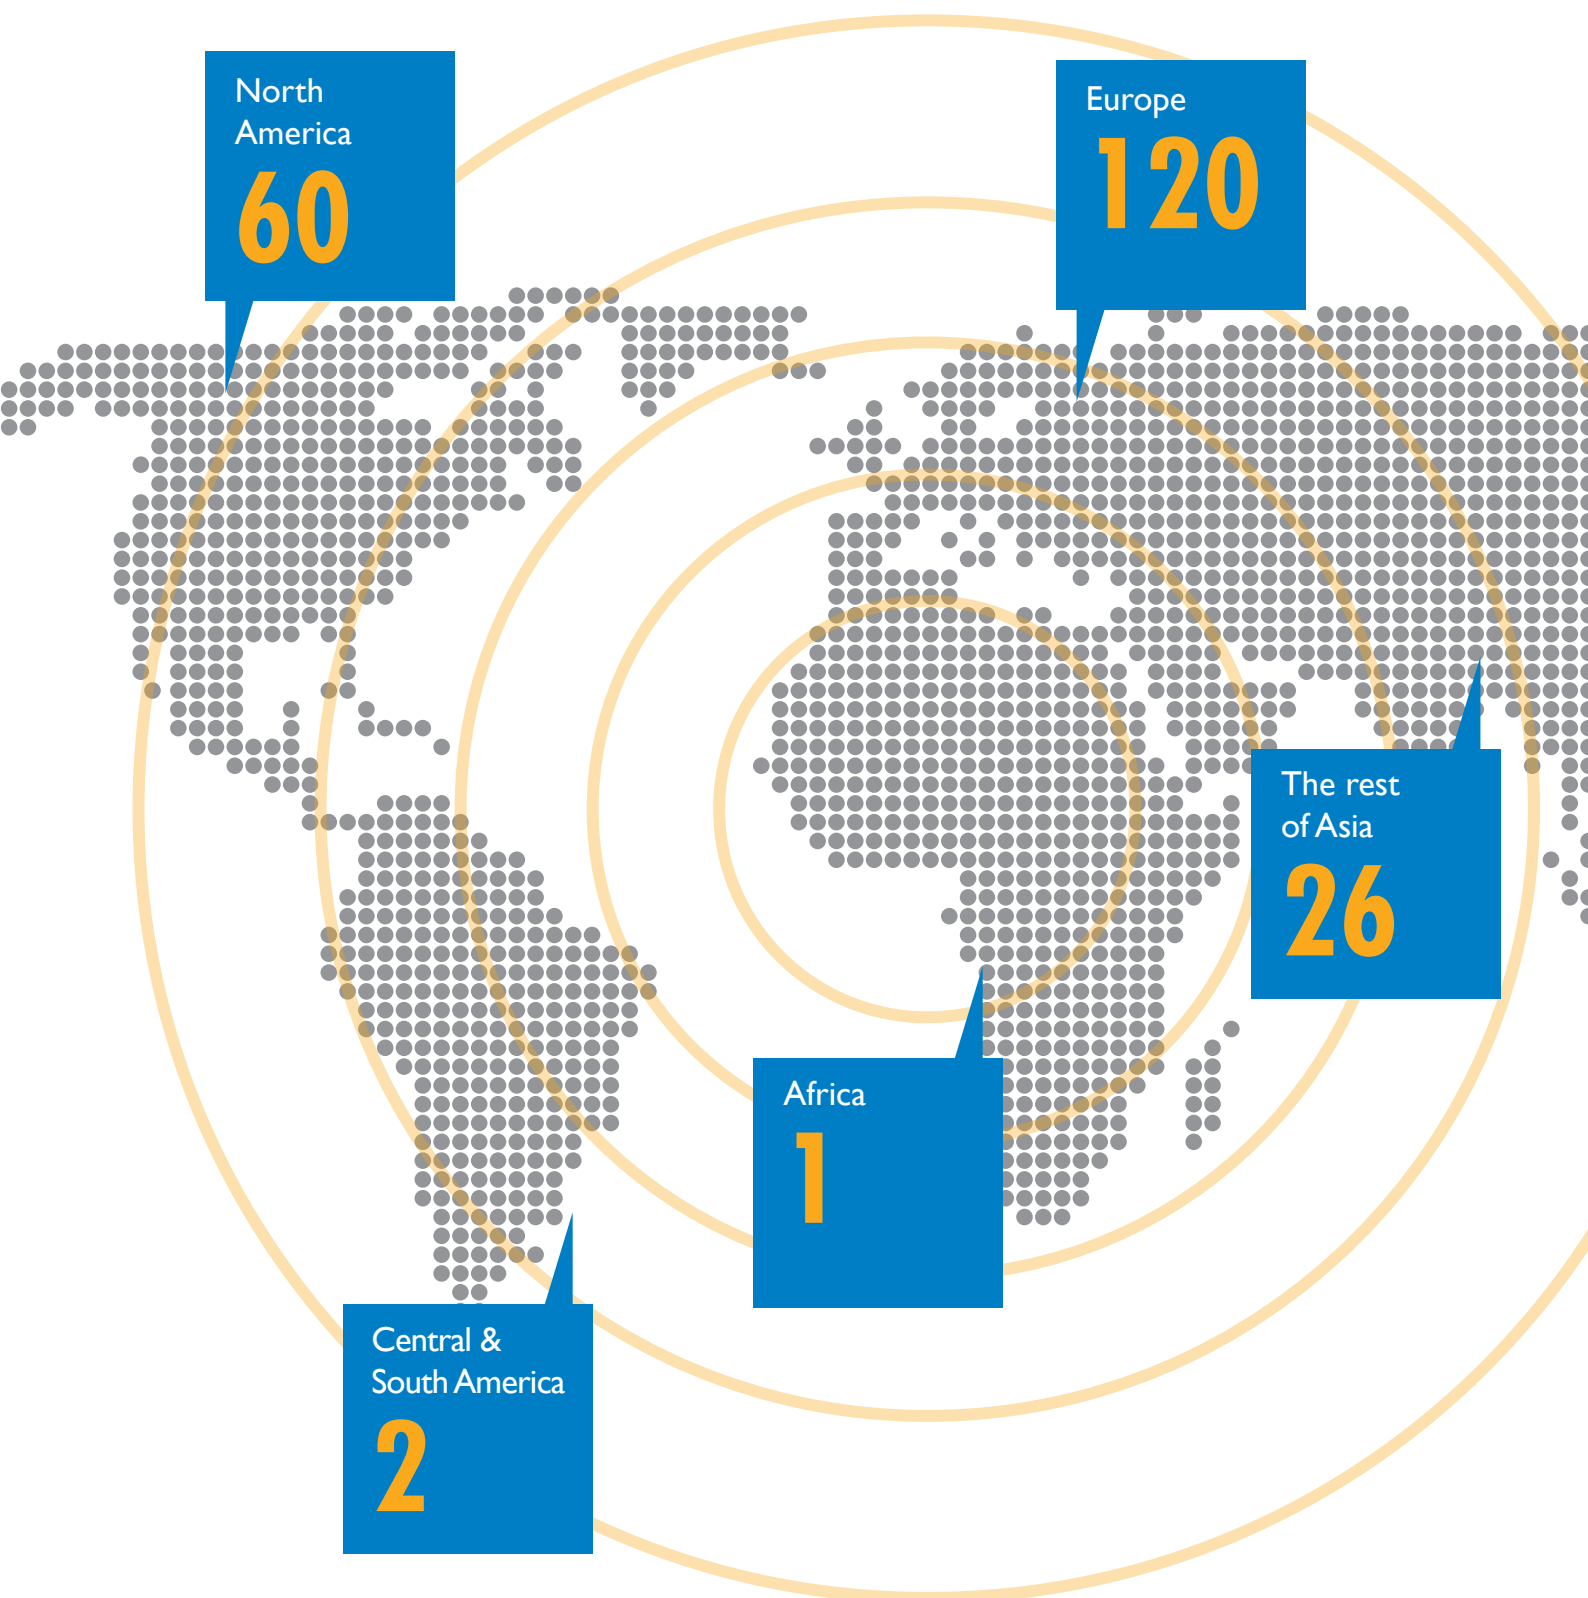 North
America
60
Europe
120
The rest
of Asia
26
Africa
1
Central &
South America
2